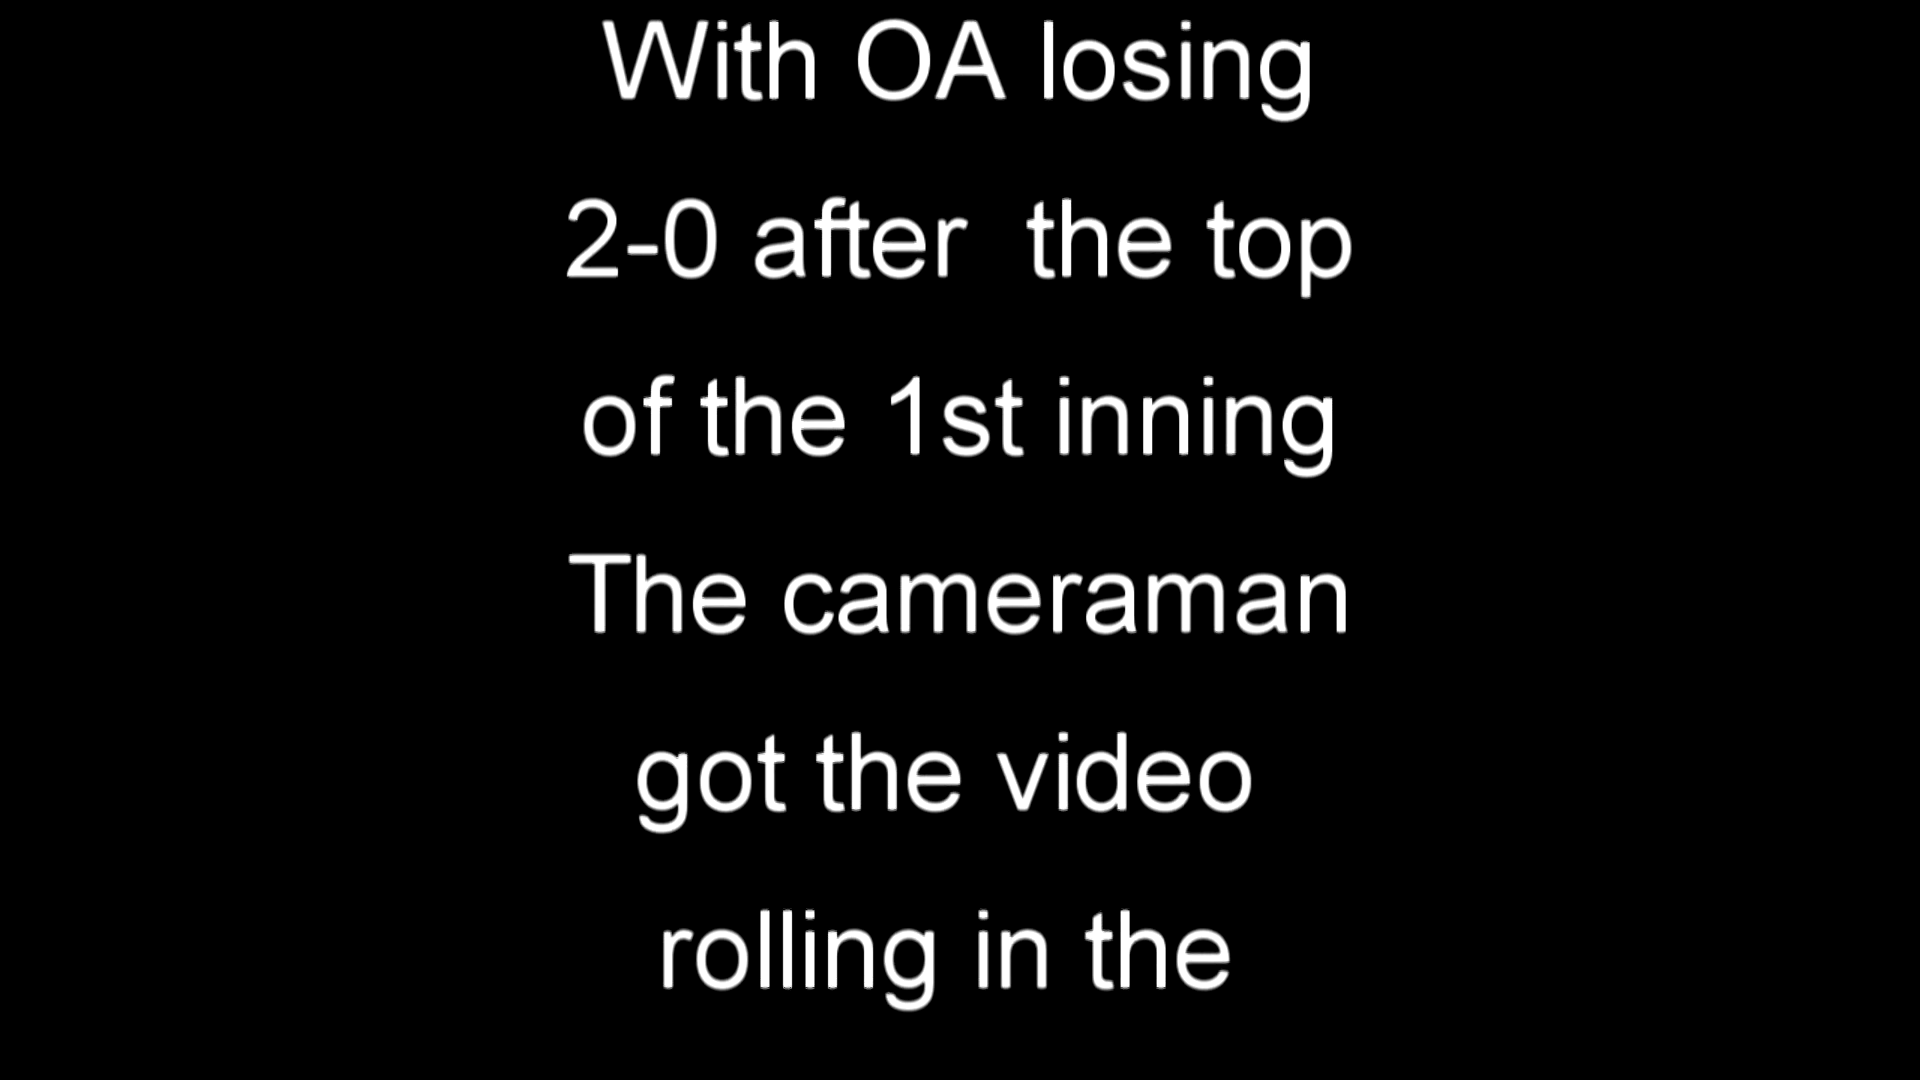 With OA losing
2-0 after  the top
of the 1st inning
The cameraman
got the video
rolling in the